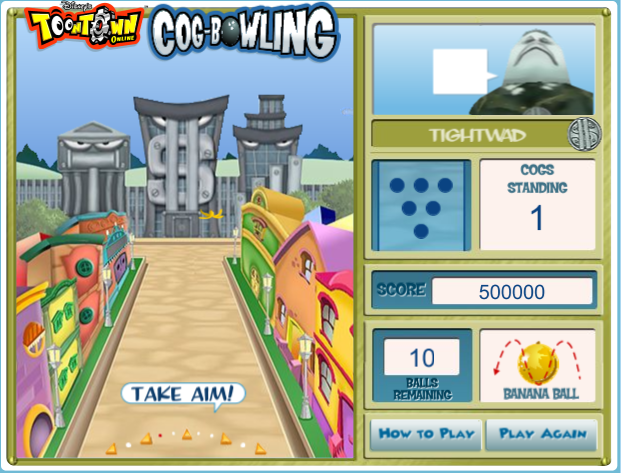 Disney's
TOONTOWN
ONLINE
COG-BOWLING
TIGHTWAD
COGS
STANDING
1
SCORE 500000
10
BALLS
REMAINING
BANANA BALL
TAKE AIM!
HOW TO PLAY
PLAY AGAIN